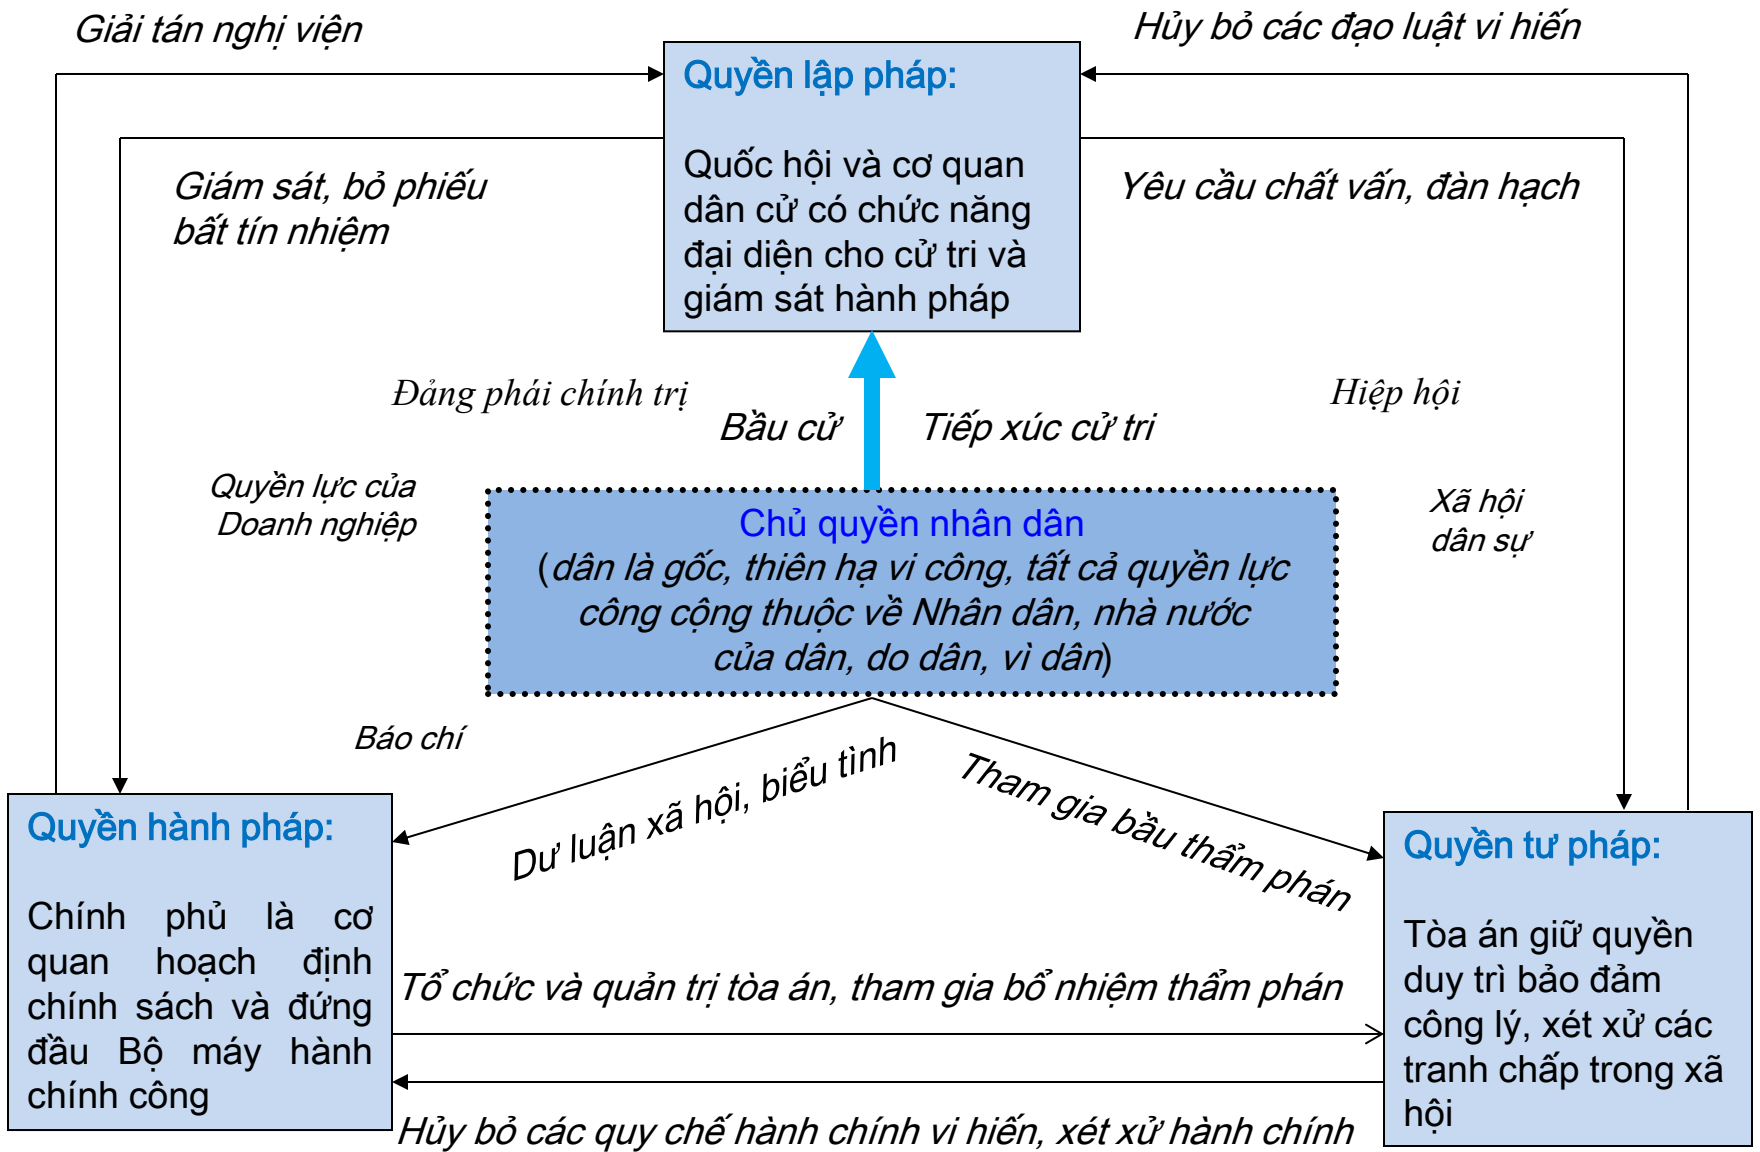 Giải tán nghị viện
Hủy bỏ các đạo luật vi hiến
Quyền lập pháp:
Quốc hội và cơ quan
dân cử có chức năng
đại diện cho cử tri và
giám sát hành pháp
Giám sát, bỏ phiếu
bất tín nhiệm
Yêu cầu chất vấn, đàn hạch
Đảng phái chính trị
Hiệp hội
Bầu cử
Tiếp xúc cử tri
Quyền lực của
Doanh nghiệp
Xã hội
dân sự
Chủ quyền nhân dân
(dân là gốc, thiên hạ vi công, tất cả quyền lực
công cộng thuộc về Nhân dân, nhà nước
của dân, do dân, vì dân)
Báo chí
Dư luận xã hội, biểu tình
Tham gia bầu thẩm phán
Quyền hành pháp:
Chính phủ là cơ
quan hoạch định
chính sách và đứng
đầu Bộ máy hành
chính công
Quyền tư pháp:
Tòa án giữ quyền
duy trì bảo đảm
công lý, xét xử các
tranh chấp trong xã
hội
Tổ chức và quản trị tòa án, tham gia bổ nhiệm thẩm phán
Hủy bỏ các quy chế hành chính vi hiến, xét xử hành chính